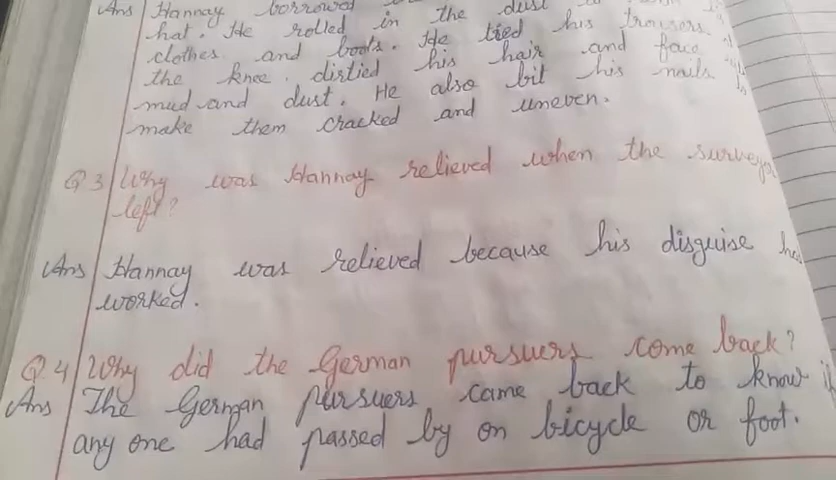 Ans Hannay borrowed the dust
hat. He rolled in the
clothes and boots. He tied his trousers
the knee. dirtied his hair and face
mud and dust. He also bit his nails
make them cracked and uneven.
Q3 Why was Hannay relieved when the
left?
Ans Hannay was relieved because his disguise
worked.
Q.4 Why did the German pursuers come back?
Ans The German pursuers came back to know
any one had passed by on bicycle or foot.